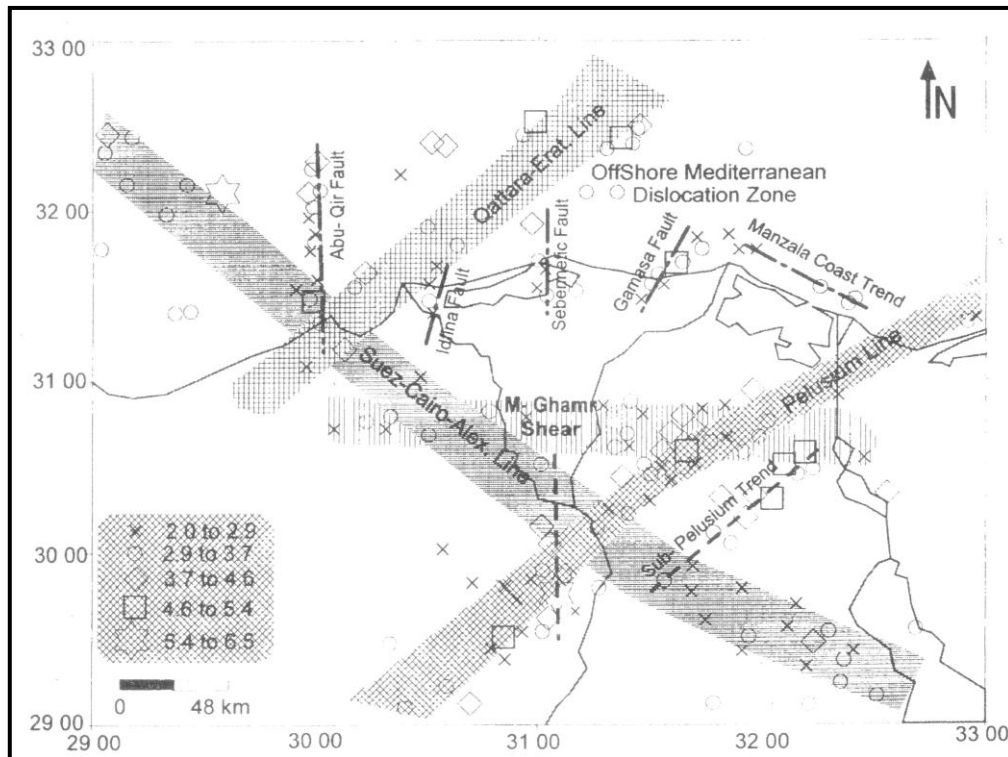 33 00
N
Qattara-Erat. Line
Abu- Qir Fault
OffShore Mediterranean
Dislocation Zone
32 00
Gamasa Fault
Manzala Coast Trend
Sebennetic Fault
Idfina Fault
Pelusium Line
31 00
Suez-Cairo-Alex. Line
M- Ghamr
Shear
Sub- Pelusium Trend
30 00
2.0 to 2.9
2.9 to 3.7
3.7 to 4.6
4.6 to 5.4
5.4 to 6.5
0 48 km
29 00
29 00 30 00 31 00 32 00 33 00